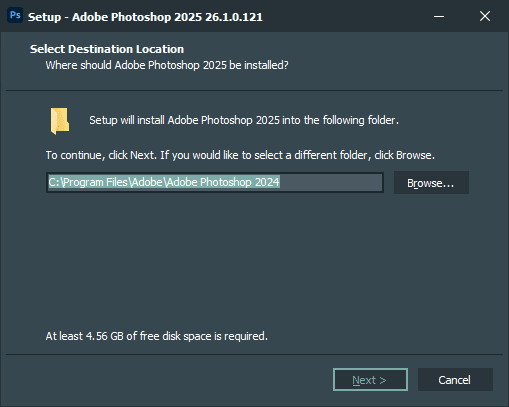 Ps Setup - Adobe Photoshop 2025 26.1.0.121
Select Destination Location
Where should Adobe Photoshop 2025 be installed?
Setup will install Adobe Photoshop 2025 into the following folder.
To continue, click Next. If you would like to select a different folder, click Browse.
C:\Program Files\Adobe\Adobe Photoshop 2024 Browse...
At least 4.56 GB of free disk space is required.
Next > Cancel